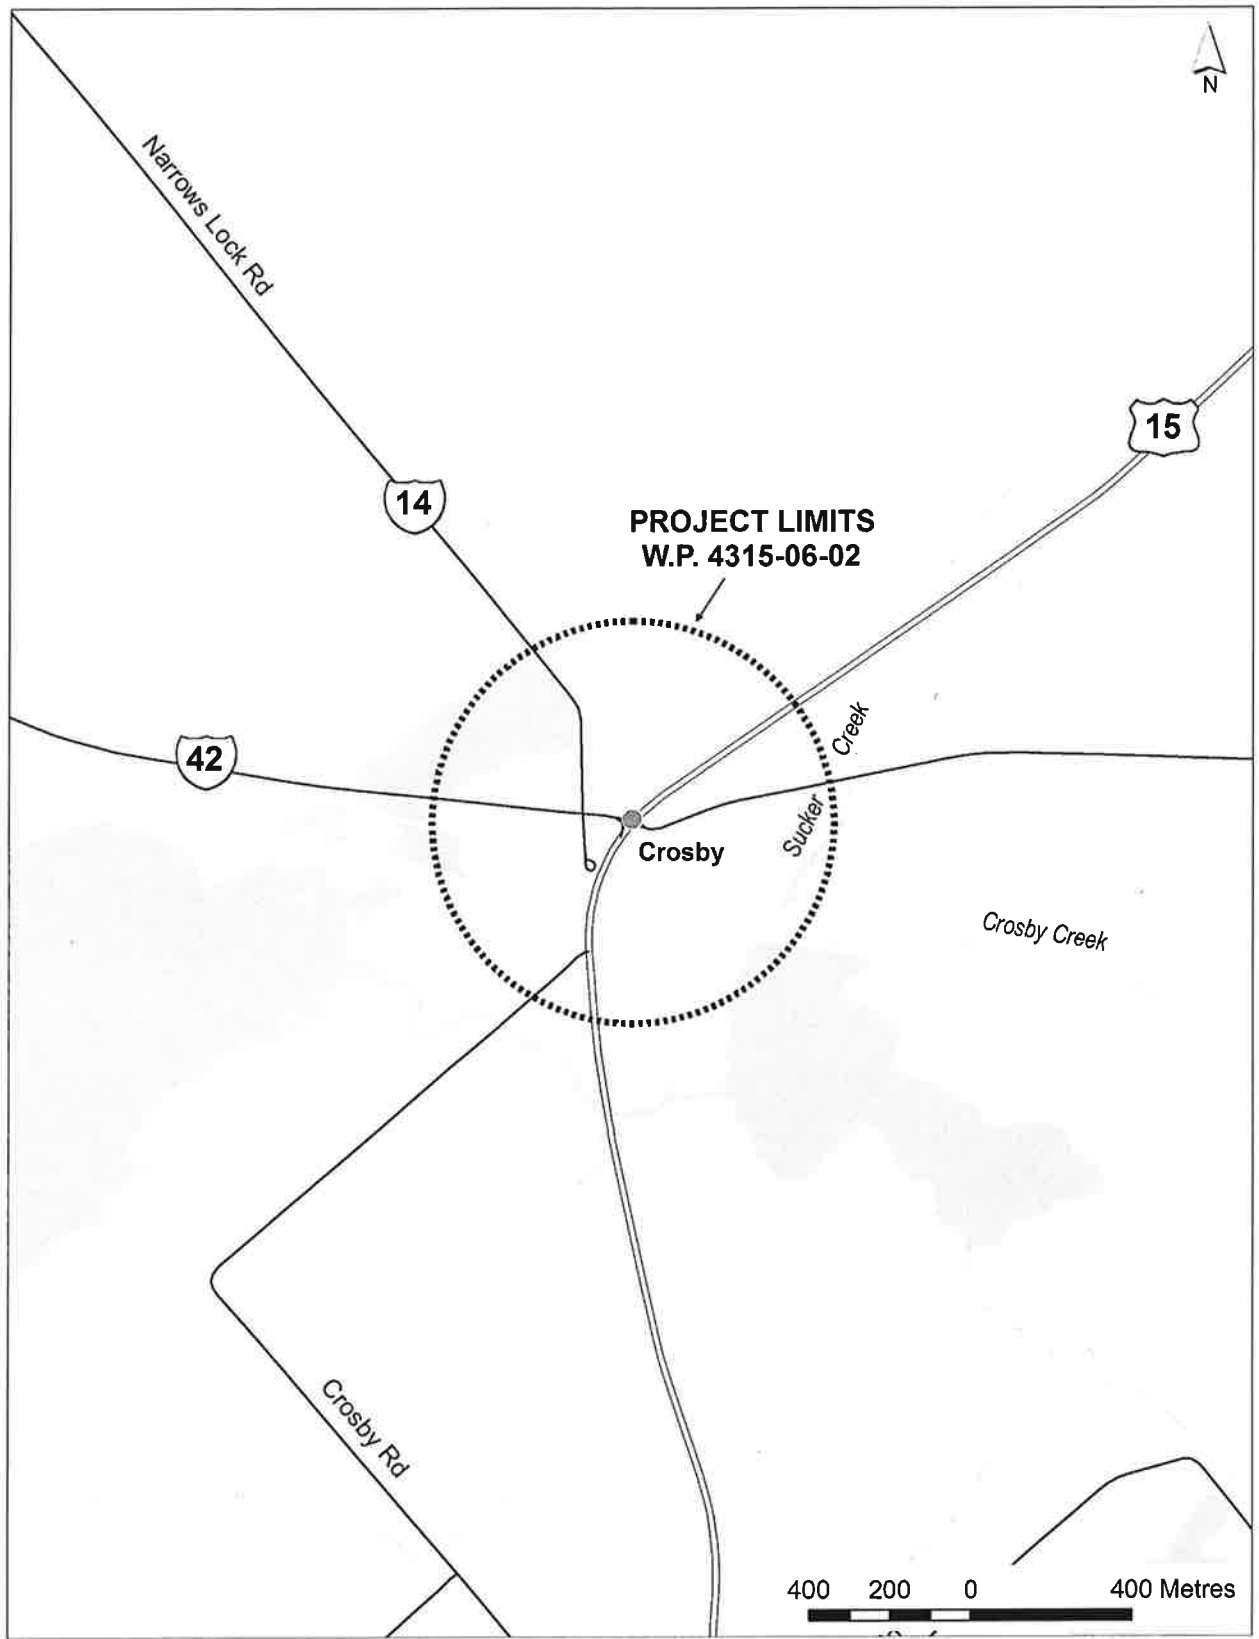 N
Narrows Lock Rd
15
14
PROJECT LIMITS
W.P. 4315-06-02
Creek
42
Sucker
Crosby
Crosby Creek
Crosby Rd
400 200 0 400 Metres